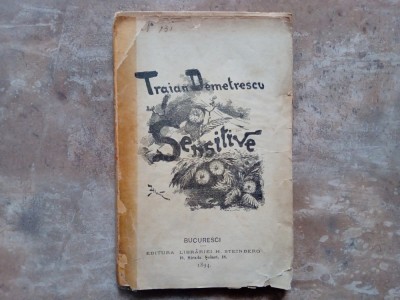 Traian Demetrescu
Sensitive
BUCURESCI
EDITURA LIBRĂRIEI H. STEINBERG
1894